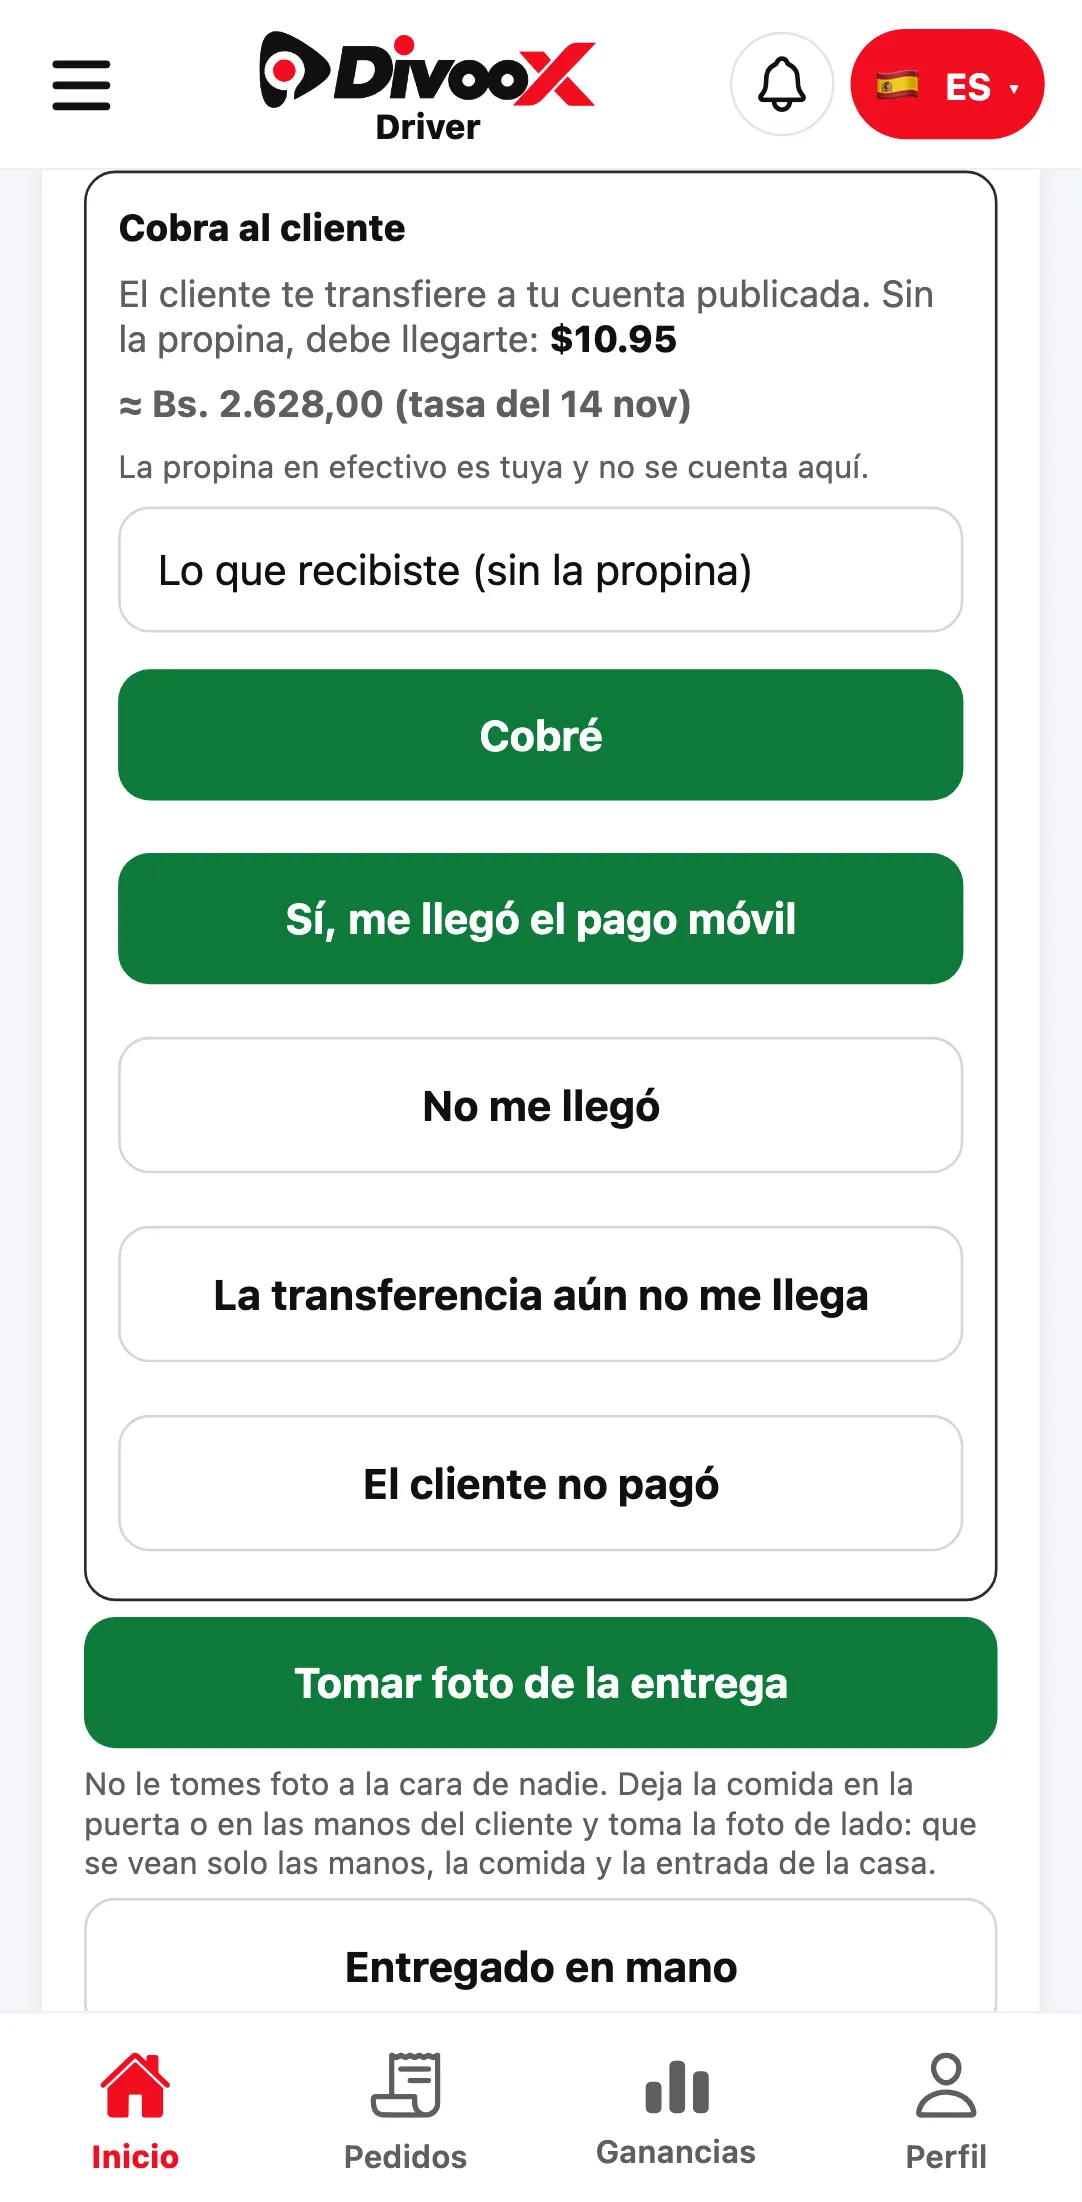 DivooX
Driver
ES
Cobra al cliente
El cliente te transfiere a tu cuenta publicada. Sin
la propina, debe llegarte: $10.95
≈ Bs. 2.628,00 (tasa del 14 nov)
La propina en efectivo es tuya y no se cuenta aquí.
Lo que recibiste (sin la propina)
Cobré
Sí, me llegó el pago móvil
No me llegó
La transferencia aún no me llega
El cliente no pagó
Tomar foto de la entrega
No le tomes foto a la cara de nadie. Deja la comida en la
puerta o en las manos del cliente y toma la foto de lado: que
se vean solo las manos, la comida y la entrada de la casa.
Entregado en mano
Inicio
Pedidos
Ganancias
Perfil